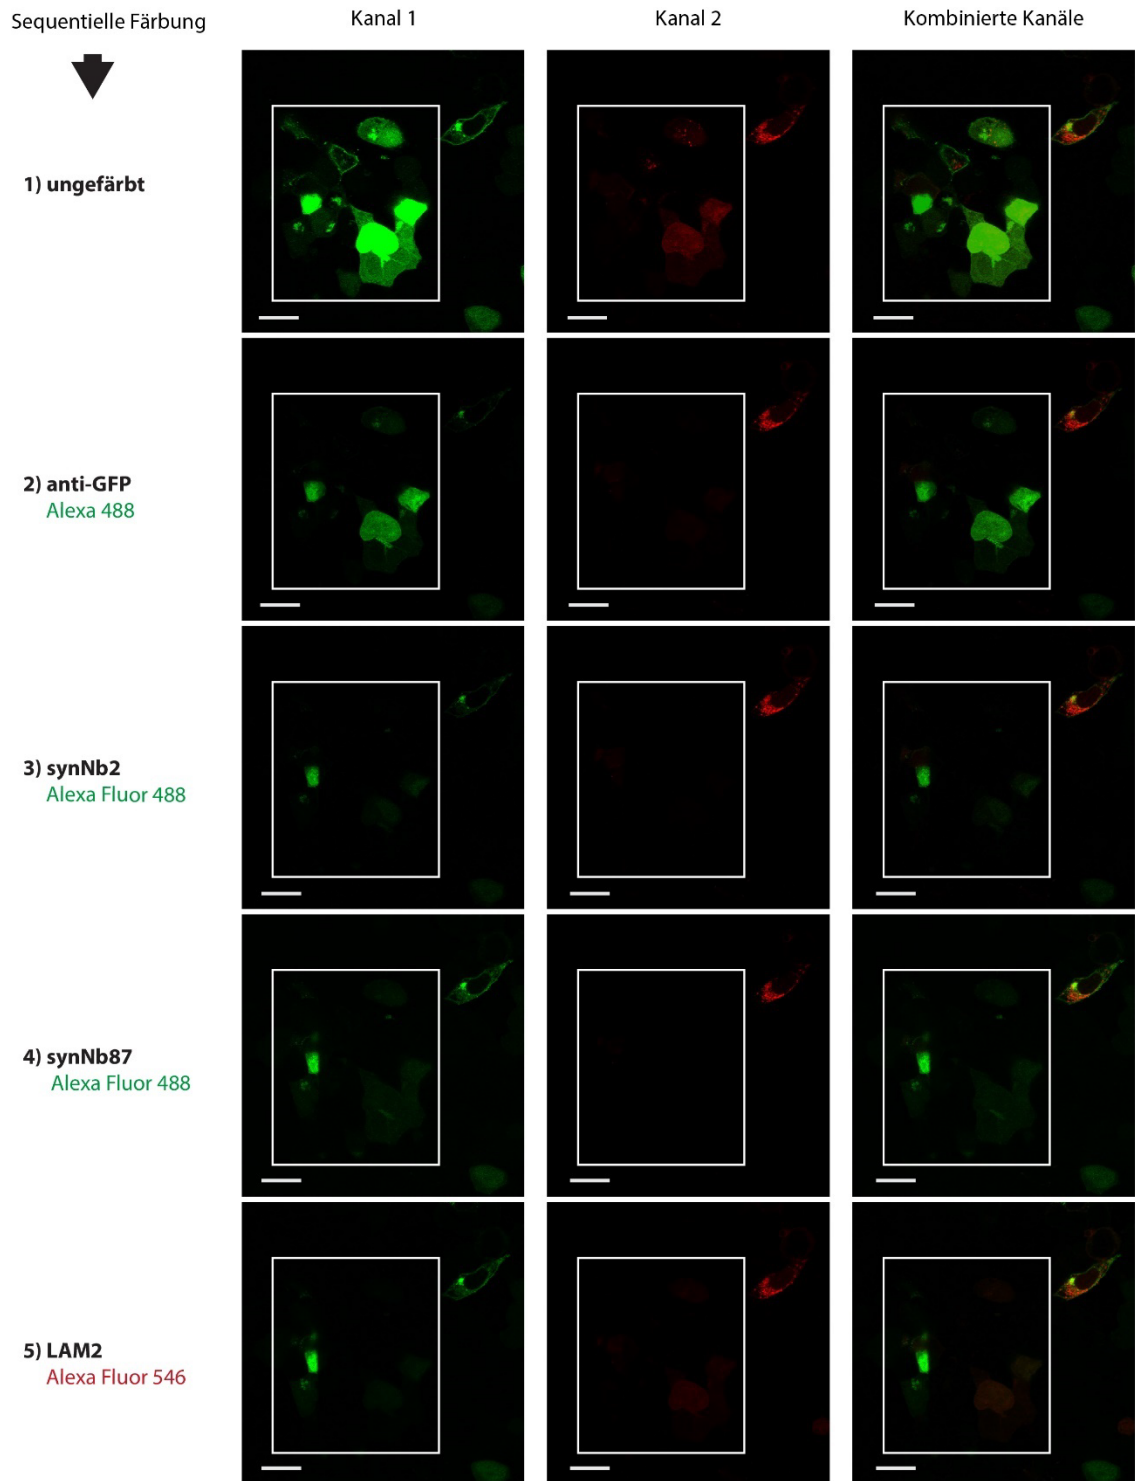 Sequentielle Färbung
Kanal 1
Kanal 2
Kombinierte Kanäle
1) ungefärbt
2) anti-GFP
Alexa 488
3) synNb2
Alexa Fluor 488
4) synNb87
Alexa Fluor 488
5) LAM2
Alexa Fluor 546